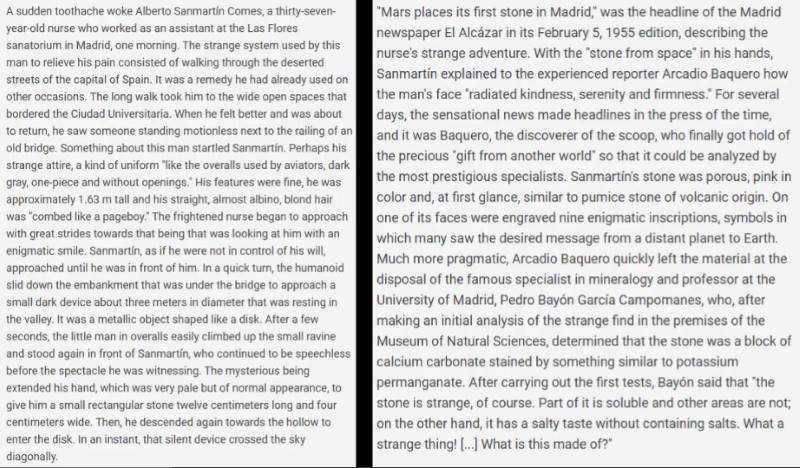 A sudden toothache woke Alberto Sanmartín Comes, a thirty-seven-
year-old nurse who worked as an assistant at the Las Flores
sanatorium in Madrid, one morning. The strange system used by this
man to relieve his pain consisted of walking through the deserted
streets of the capital of Spain. It was a remedy he had already used on
other occasions. The long walk took him to the wide open spaces that
bordered the Ciudad Universitaria. When he felt better and was about
to return, he saw someone standing motionless next to the railing of an
old bridge. Something about this man startled Sanmartín. Perhaps his
strange attire, a kind of uniform "like the overalls used by aviators, dark
gray, one-piece and without openings." His features were fine, he was
approximately 1.63 m tall and his straight, almost albino, blond hair
was "combed like a pageboy." The frightened nurse began to approach
with great strides towards that being that was looking at him with an
enigmatic smile. Sanmartín, as if he were not in control of his will,
approached until he was in front of him. In a quick turn, the humanoid
slid down the embankment that was under the bridge to approach a
small dark device about three meters in diameter that was resting in
the valley. It was a metallic object shaped like a disk. After a few
seconds, the little man in overalls easily climbed up the small ravine
and stood again in front of Sanmartín, who continued to be speechless
before the spectacle he was witnessing. The mysterious being
extended his hand, which was very pale but of normal appearance, to
give him a small rectangular stone twelve centimeters long and four
centimeters wide. Then, he descended again towards the hollow to
enter the disk. In an instant, that silent device crossed the sky
diagonally.
"Mars places its first stone in Madrid," was the headline of the Madrid
newspaper El Alcázar in its February 5, 1955 edition, describing the
nurse's strange adventure. With the "stone from space" in his hands,
Sanmartín explained to the experienced reporter Arcadio Baquero how
the man's face "radiated kindness, serenity and firmness." For several
days, the sensational news made headlines in the press of the time,
and it was Baquero, the discoverer of the scoop, who finally got hold of
the precious "gift from another world" so that it could be analyzed by
the most prestigious specialists. Sanmartín's stone was porous, pink in
color and, at first glance, similar to pumice stone of volcanic origin. On
one of its faces were engraved nine enigmatic inscriptions, symbols in
which many saw the desired message from a distant planet to Earth.
Much more pragmatic, Arcadio Baquero quickly left the material at the
disposal of the famous specialist in mineralogy and professor at the
University of Madrid, Pedro Bayón García Campomanes, who, after
making an initial analysis of the strange find in the premises of the
Museum of Natural Sciences, determined that the stone was a block of
calcium carbonate stained by something similar to potassium
permanganate. After carrying out the first tests, Bayón said that "the
stone is strange, of course. Part of it is soluble and other areas are not;
on the other hand, it has a salty taste without containing salts. What a
strange thing! [...] What is this made of?"